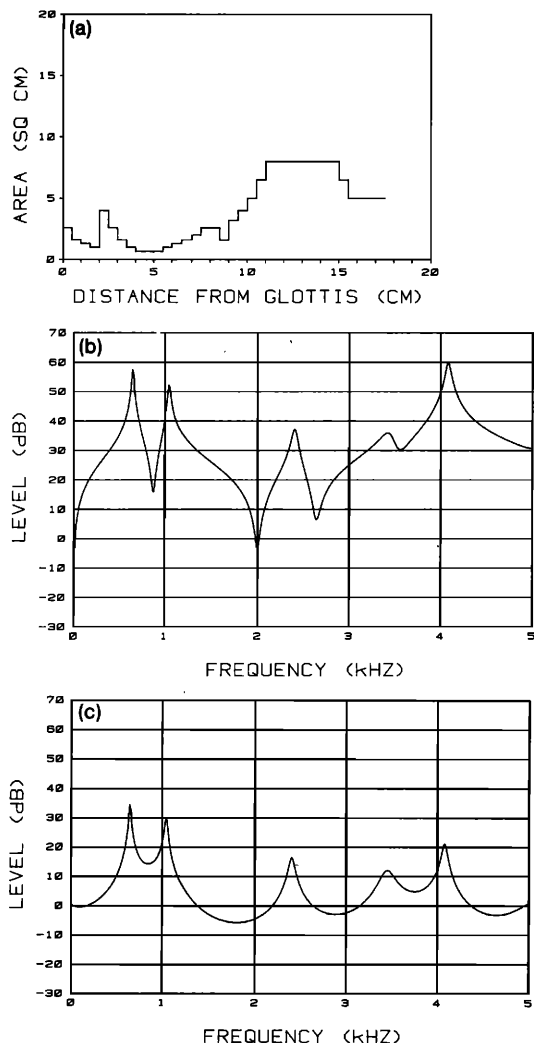 (a)
20
15
10
5
0
AREA (SQ CM)
0 5 10 15 20
DISTANCE FROM GLOTTIS (CM)
(b)
70
60
50
40
30
20
10
0
-10
-20
-30
LEVEL (dB)
0 1 2 3 4 5
FREQUENCY (kHZ)
(c)
70
60
50
40
30
20
10
0
-10
-20
-30
LEVEL (dB)
0 1 2 3 4 5
FREQUENCY (kHZ)